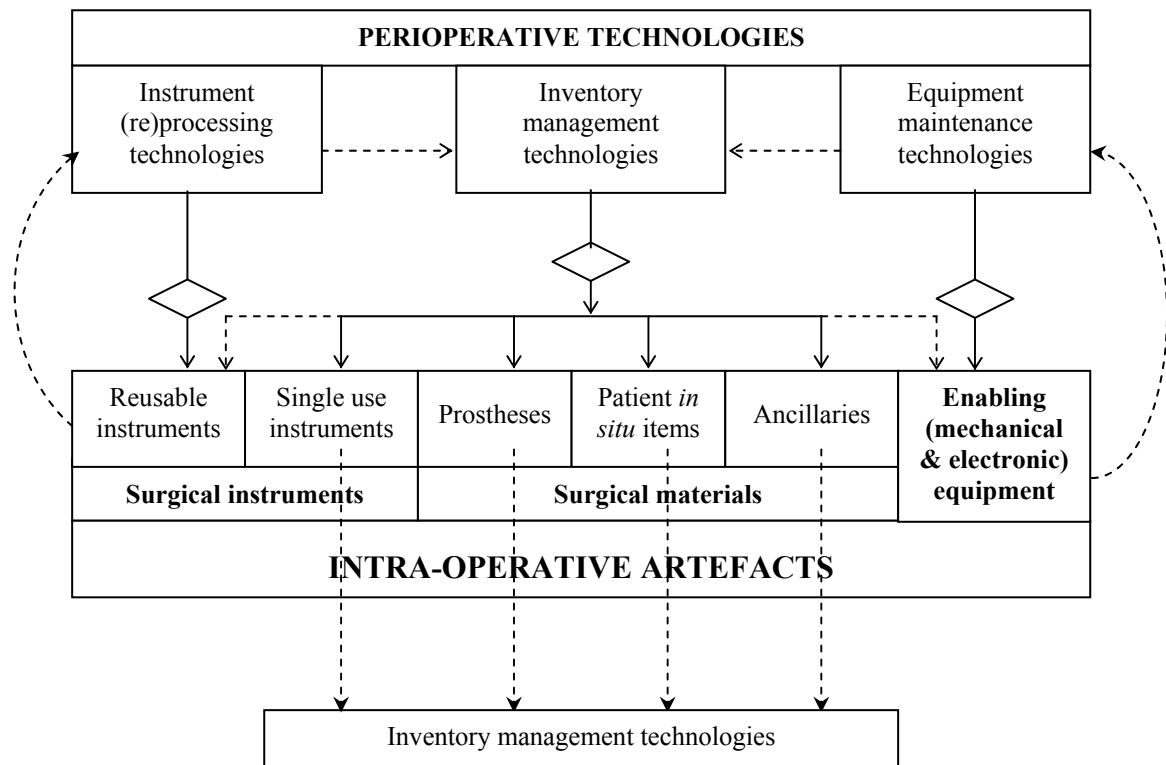 PERIOPERATIVE TECHNOLOGIES
Instrument
(re)processing
technologies
Inventory
management
technologies
Equipment
maintenance
technologies
Reusable
instruments
Single use
instruments
Prostheses
Patient in
situ items
Ancillaries
Enabling
(mechanical
& electronic)
equipment
Surgical instruments
Surgical materials
INTRA-OPERATIVE ARTEFACTS
Inventory management technologies